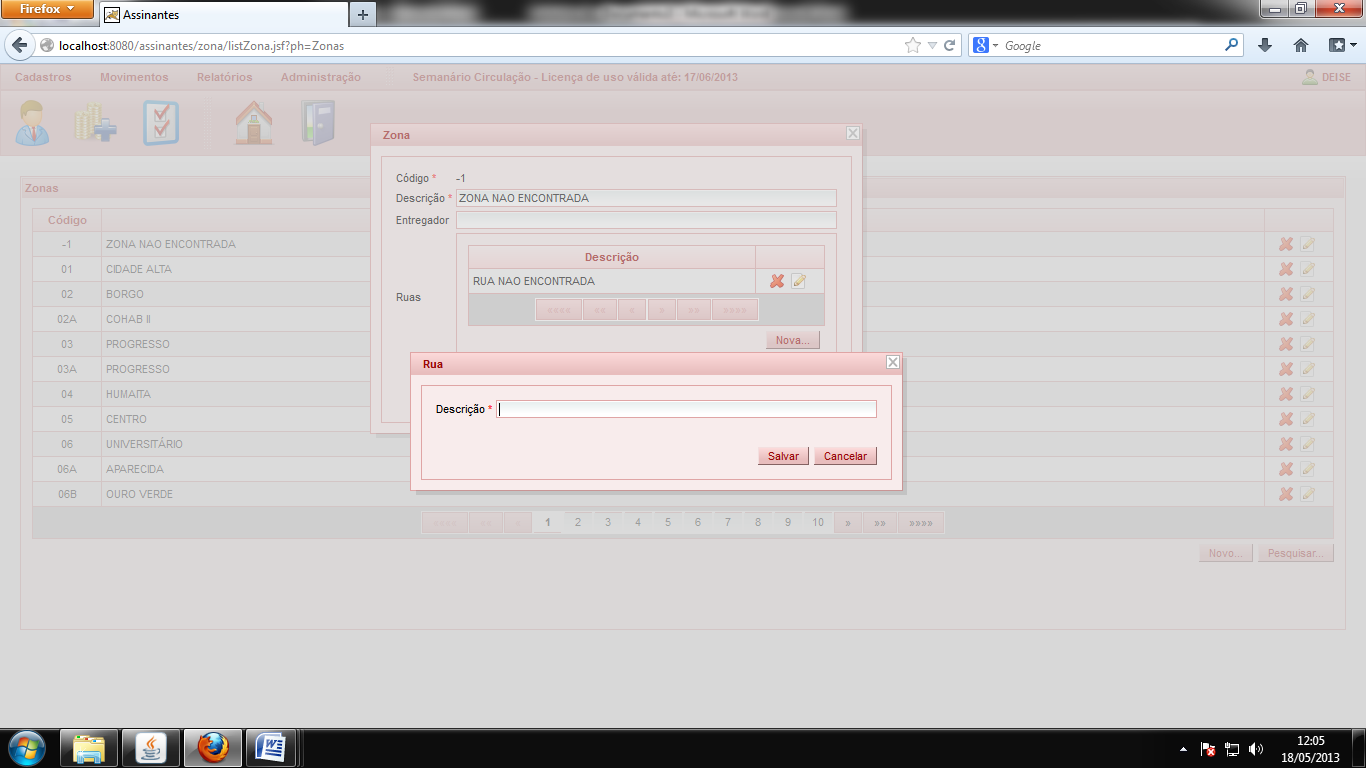 Firefox
Assinantes
localhost:8080/assinantes/zona/listZona.jsf?ph=Zonas
Google
Cadastros Movimentos Relatórios Administração Semanário Circulação - Licença de uso válida até: 17/06/2013 DEISE
Zona
Código * -1
Descrição * ZONA NAO ENCONTRADA
Entregador
Descrição
RUA NAO ENCONTRADA
Ruas
«««« «« « » »» »»»»
Nova...
Rua
Descrição *
Salvar Cancelar
Zonas
Código
-1 ZONA NAO ENCONTRADA
01 CIDADE ALTA
02 BORGO
02A COHAB II
03 PROGRESSO
03A PROGRESSO
04 HUMAITA
05 CENTRO
06 UNIVERSITÁRIO
06A APARECIDA
06B OURO VERDE
«««« «« « 1 2 3 4 5 6 7 8 9 10 » »» »»»»
Novo... Pesquisar...
12:05
18/05/2013